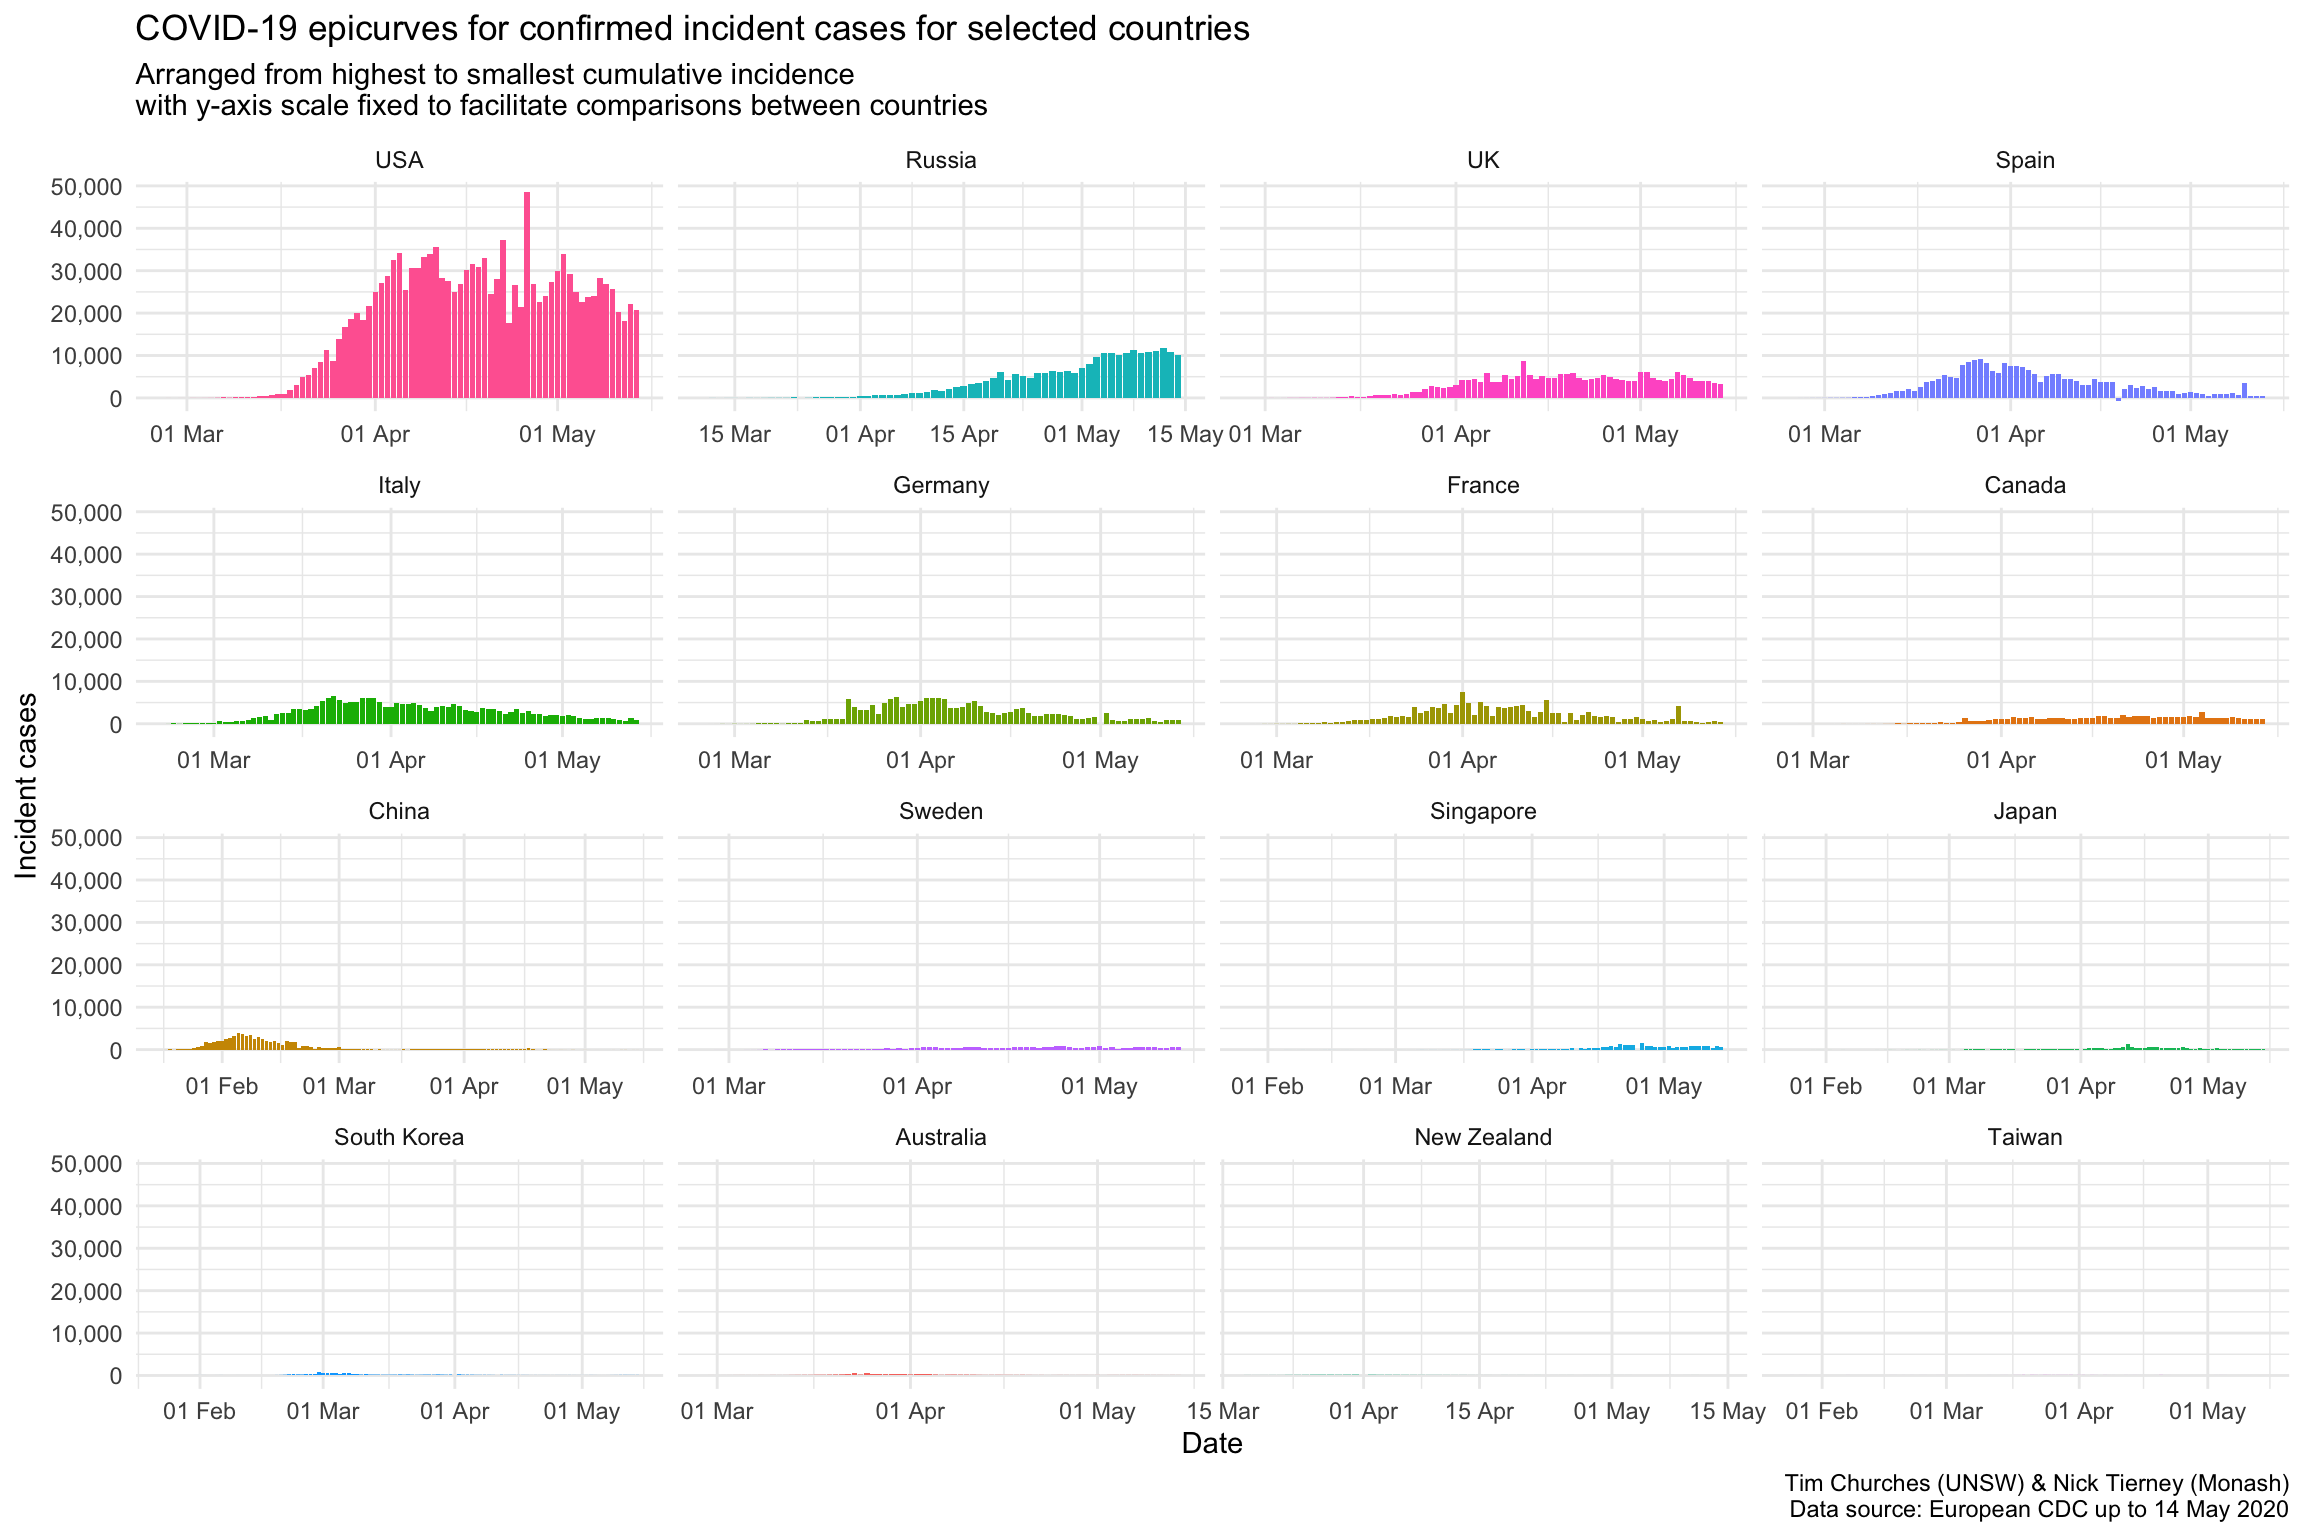 COVID-19 epicurves for confirmed incident cases for selected countries
Arranged from highest to smallest cumulative incidence
with y-axis scale fixed to facilitate comparisons between countries
USA Russia UK Spain
50,000
40,000
30,000
20,000
10,000
0
01 Mar 01 Apr 01 May 15 Mar 01 Apr 15 Apr 01 May 15 May 01 Mar 01 Apr 01 May 01 Mar 01 Apr 01 May
Italy Germany France Canada
50,000
40,000
30,000
20,000
10,000
0
01 Mar 01 Apr 01 May 01 Mar 01 Apr 01 May 01 Mar 01 Apr 01 May 01 Mar 01 Apr 01 May
Incident cases
China Sweden Singapore Japan
50,000
40,000
30,000
20,000
10,000
0
01 Feb 01 Mar 01 Apr 01 May 01 Mar 01 Apr 01 May 01 Feb 01 Mar 01 Apr 01 May 01 Feb 01 Mar 01 Apr 01 May
South Korea Australia New Zealand Taiwan
50,000
40,000
30,000
20,000
10,000
0
01 Feb 01 Mar 01 Apr 01 May 01 Mar 01 Apr 01 May 15 Mar 01 Apr 15 Apr 01 May 15 May 01 Feb 01 Mar 01 Apr 01 May
Date
Tim Churches (UNSW) & Nick Tierney (Monash)
Data source: European CDC up to 14 May 2020